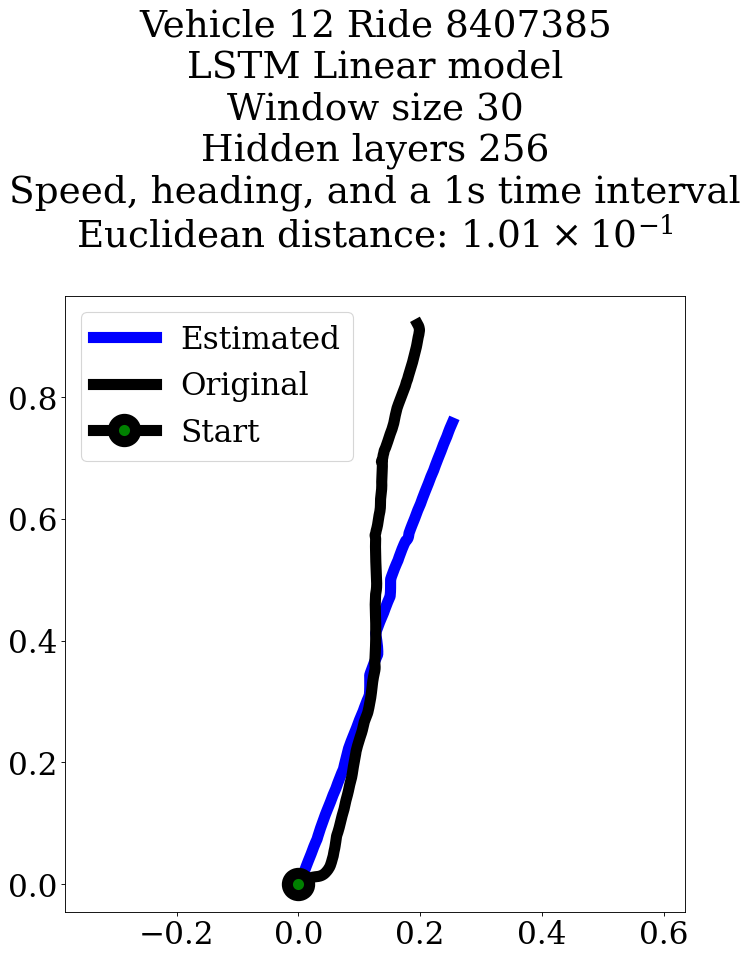 Vehicle 12 Ride 8407385
LSTM Linear model
Window size 30
Hidden layers 256
Speed, heading, and a 1s time interval
Euclidean distance: 1.01 × 10⁻¹
Estimated
Original
Start
0.8
0.6
0.4
0.2
0.0
−0.2 0.0 0.2 0.4 0.6